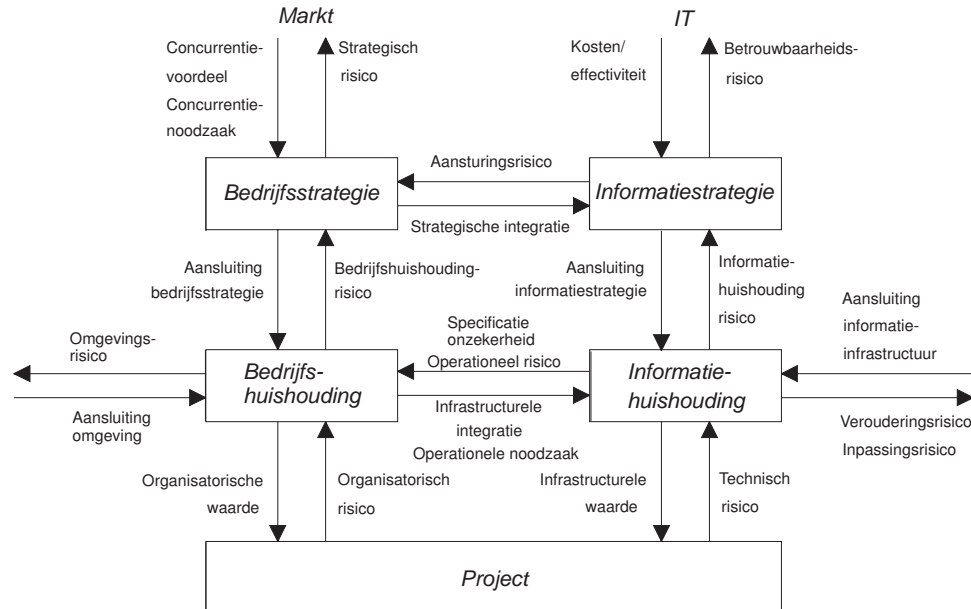 Markt
IT
Concurrentie-
voordeel
Concurrentie-
noodzaak
Strategisch
risico
Kosten/
effectiviteit
Betrouwbaarheids-
risico
Bedrijfsstrategie
Aansturingsrisico
Strategische integratie
Informatiestrategie
Aansluiting
bedrijfsstrategie
Bedrijfshuishouding-
risico
Aansluiting
informatiestrategie
Informatie-
huishouding
risico
Aansluiting
informatie-
infrastructuur
Omgevings-
risico
Aansluiting
omgeving
Bedrijfs-
huishouding
Specificatie
onzekerheid
Operationeel risico
Infrastructurele
integratie
Operationele noodzaak
Informatie-
huishouding
Verouderingsrisico
Inpassingsrisico
Organisatorische
waarde
Organisatorisch
risico
Infrastructurele
waarde
Technisch
risico
Project